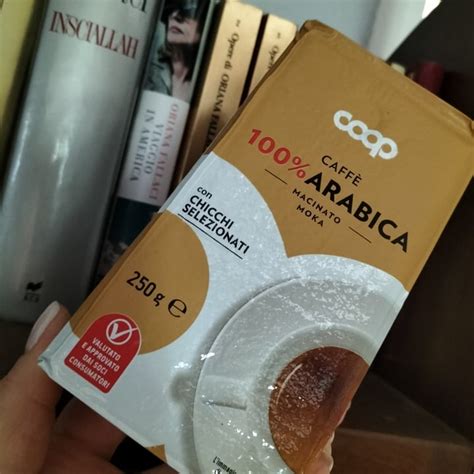 INSCIALLAH
ORIANA FALLACI
VIAGGIO
IN AMERICA
Opere di ORIANA FALLACI
coop
CAFFÈ
100% ARABICA
MACINATO
MOKA
con
CHICCHI
SELEZIONATI
250 g e
VALUTATO
E APPROVATO
DAI SOCI
CONSUMATORI